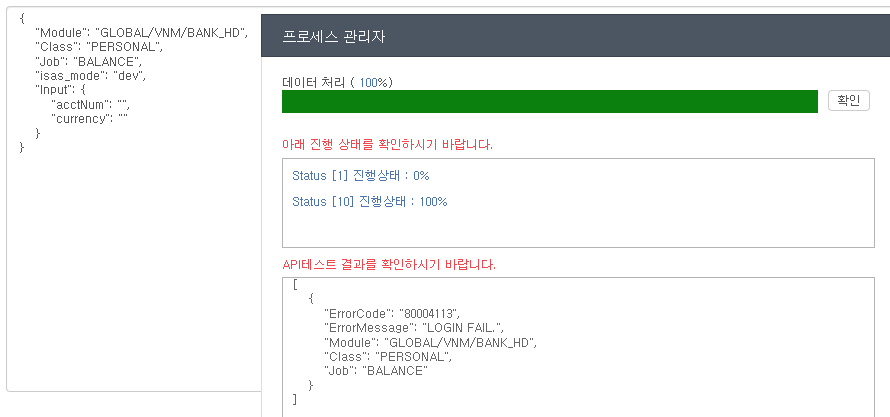 {
"Module": "GLOBAL/VNM/BANK_HD",
"Class": "PERSONAL",
"Job": "BALANCE",
"isas_mode": "dev",
"Input": {
"acctNum": "",
"currency": ""
}
}
프로세스 관리자
데이터 처리 ( 100%)
확인
아래 진행 상태를 확인하시기 바랍니다.
Status [1] 진행상태 : 0%
Status [10] 진행상태 : 100%
API테스트 결과를 확인하시기 바랍니다.
[
{
"ErrorCode": "80004113",
"ErrorMessage": "LOGIN FAIL.",
"Module": "GLOBAL/VNM/BANK_HD",
"Class": "PERSONAL",
"Job": "BALANCE"
}
]